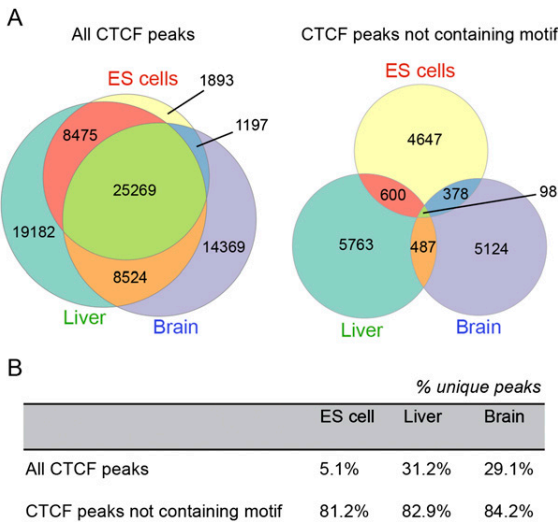 A
All CTCF peaks
CTCF peaks not containing motif
ES cells
1893
8475
1197
25269
19182
14369
8524
Liver
Brain
ES cells
4647
600
378
98
5763
487
5124
Liver
Brain
B
% unique peaks
ES cell Liver Brain
All CTCF peaks 5.1% 31.2% 29.1%
CTCF peaks not containing motif 81.2% 82.9% 84.2%